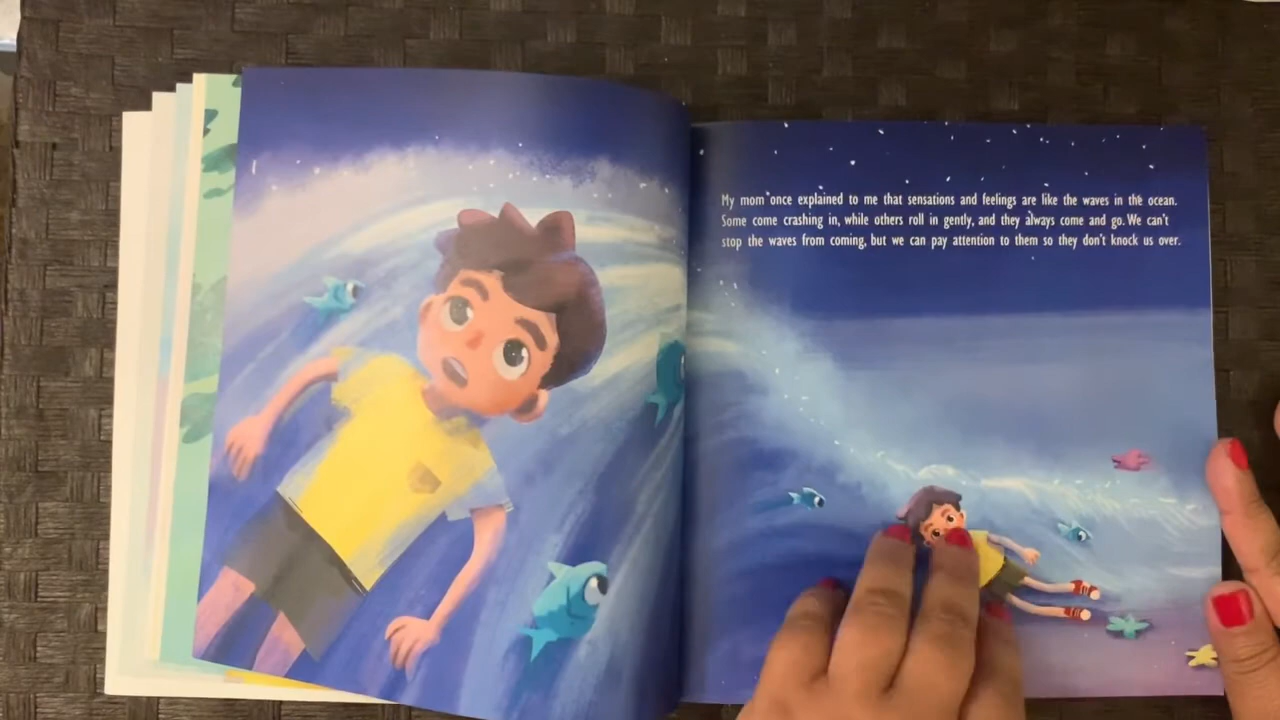 My mom once explained to me that sensations and feelings are like the waves in the ocean.
Some come crashing in, while others roll in gently, and they always come and go. We can't
stop the waves from coming, but we can pay attention to them so they don't knock us over.